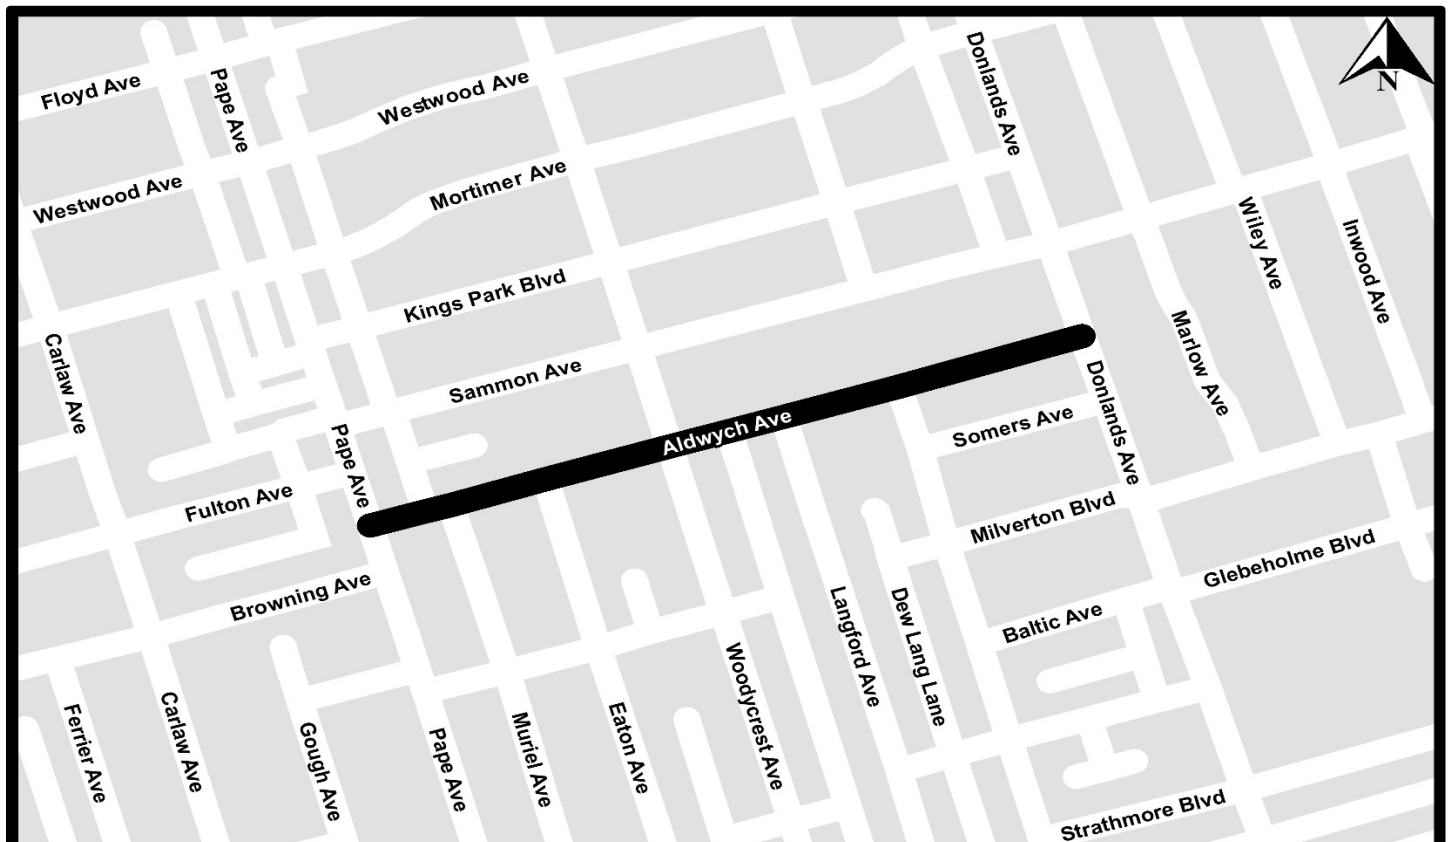 Floyd Ave
Pape Ave
Westwood Ave
Donlands Ave
N
Westwood Ave
Mortimer Ave
Wiley Ave
Inwood Ave
Kings Park Blvd
Carlaw Ave
Marlow Ave
Sammon Ave
Donlands Ave
Aldwych Ave
Somers Ave
Pape Ave
Fulton Ave
Milverton Blvd
Glebeholme Blvd
Browning Ave
Langford Ave
Dew Lang Lane
Baltic Ave
Woodycrest Ave
Ferrier Ave
Carlaw Ave
Gough Ave
Pape Ave
Muriel Ave
Eaton Ave
Strathmore Blvd